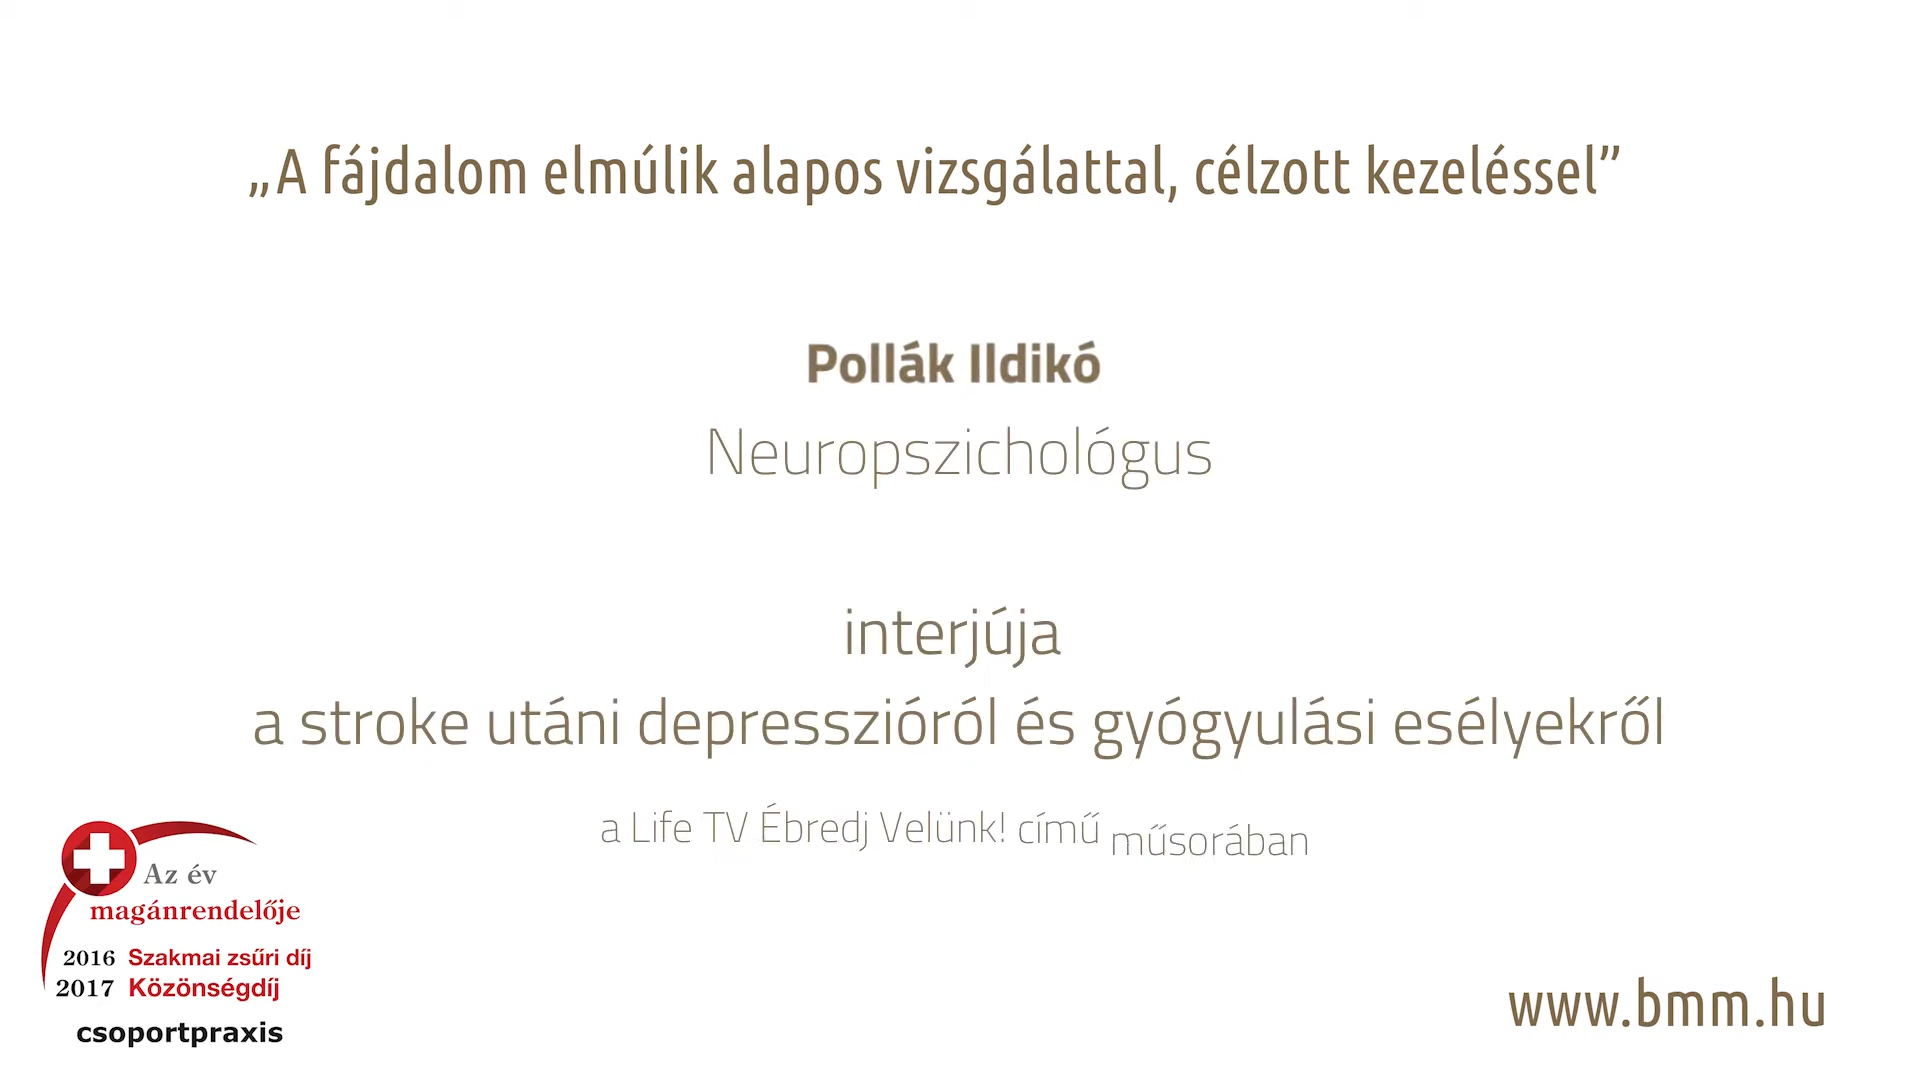 „A fájdalom elmúlik alapos vizsgálattal, célzott kezeléssel”
Pollák Ildikó
Neuropszichológus
interjúja
a stroke utáni depresszióról és gyógyulási esélyekről
a Life TV Ébredj Velünk! című műsorában
Az év
magánrendelője
2016 Szakmai zsűri díj
2017 Közönségdíj
csoportpraxis
www.bmm.hu